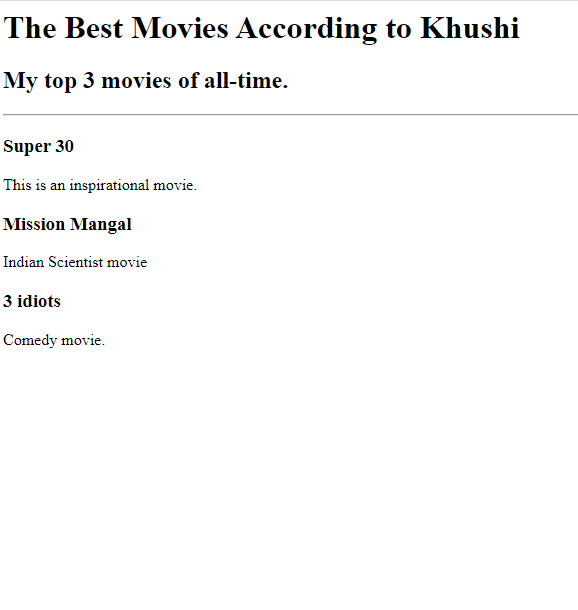 The Best Movies According to Khushi
My top 3 movies of all-time.
Super 30
This is an inspirational movie.
Mission Mangal
Indian Scientist movie
3 idiots
Comedy movie.